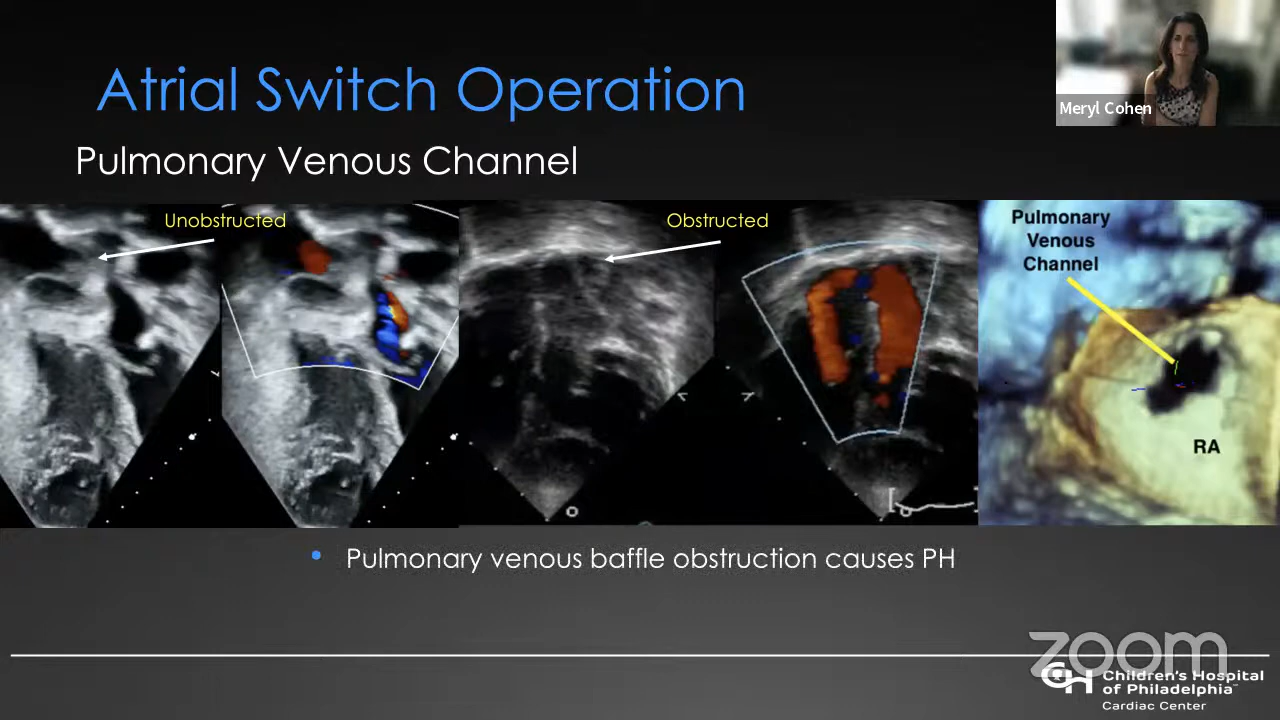 Atrial Switch Operation
Meryl Cohen
Pulmonary Venous Channel
Unobstructed
Obstructed
Pulmonary
Venous
Channel
RA
• Pulmonary venous baffle obstruction causes PH
zoom
CH Children's Hospital
of Philadelphia
Cardiac Center